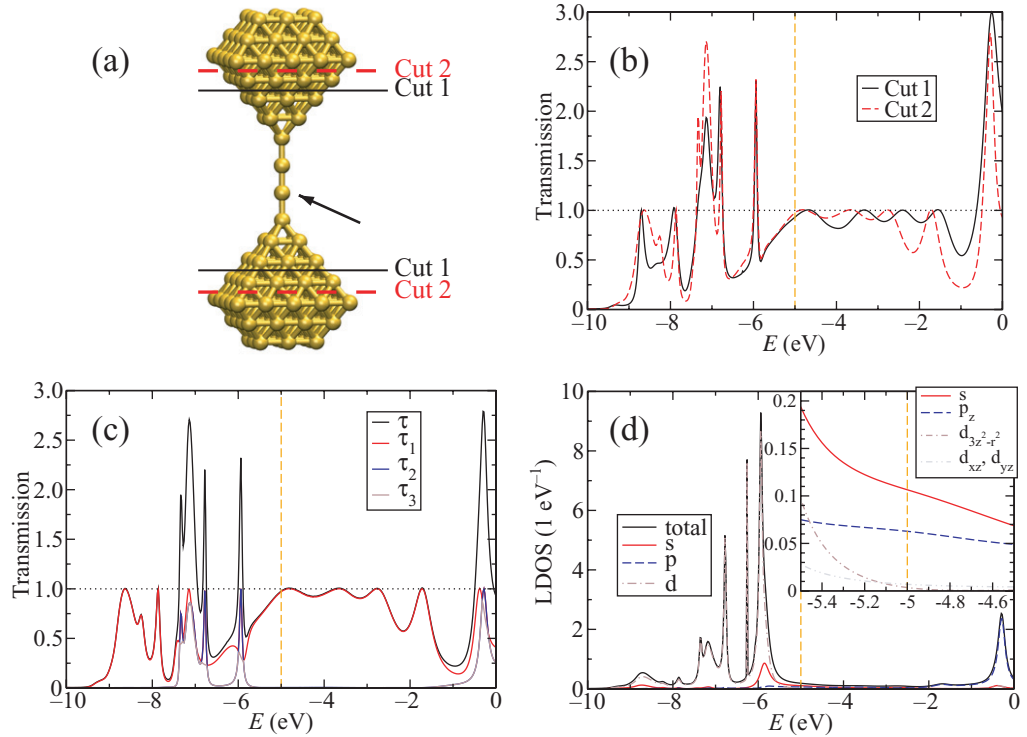 (a)
Cut 2
Cut 1
Cut 1
Cut 2
(b)
Cut 1
Cut 2
Transmission
3.0
2.5
2.0
1.5
1.0
0.5
0
−10
−8
−6
−4
−2
0
E (eV)
(c)
τ
τ1
τ2
τ3
Transmission
3.0
2.5
2.0
1.5
1.0
0.5
0
−10
−8
−6
−4
−2
0
E (eV)
(d)
total
s
p
d
LDOS (1 eV−1)
10
8
6
4
2
0
−10
−8
−6
−4
−2
0
E (eV)
s
pz
d3z2-r2
dxz, dyz
0.2
0.15
0.1
0.05
0
-5.4
-5.2
-5
-4.8
-4.6